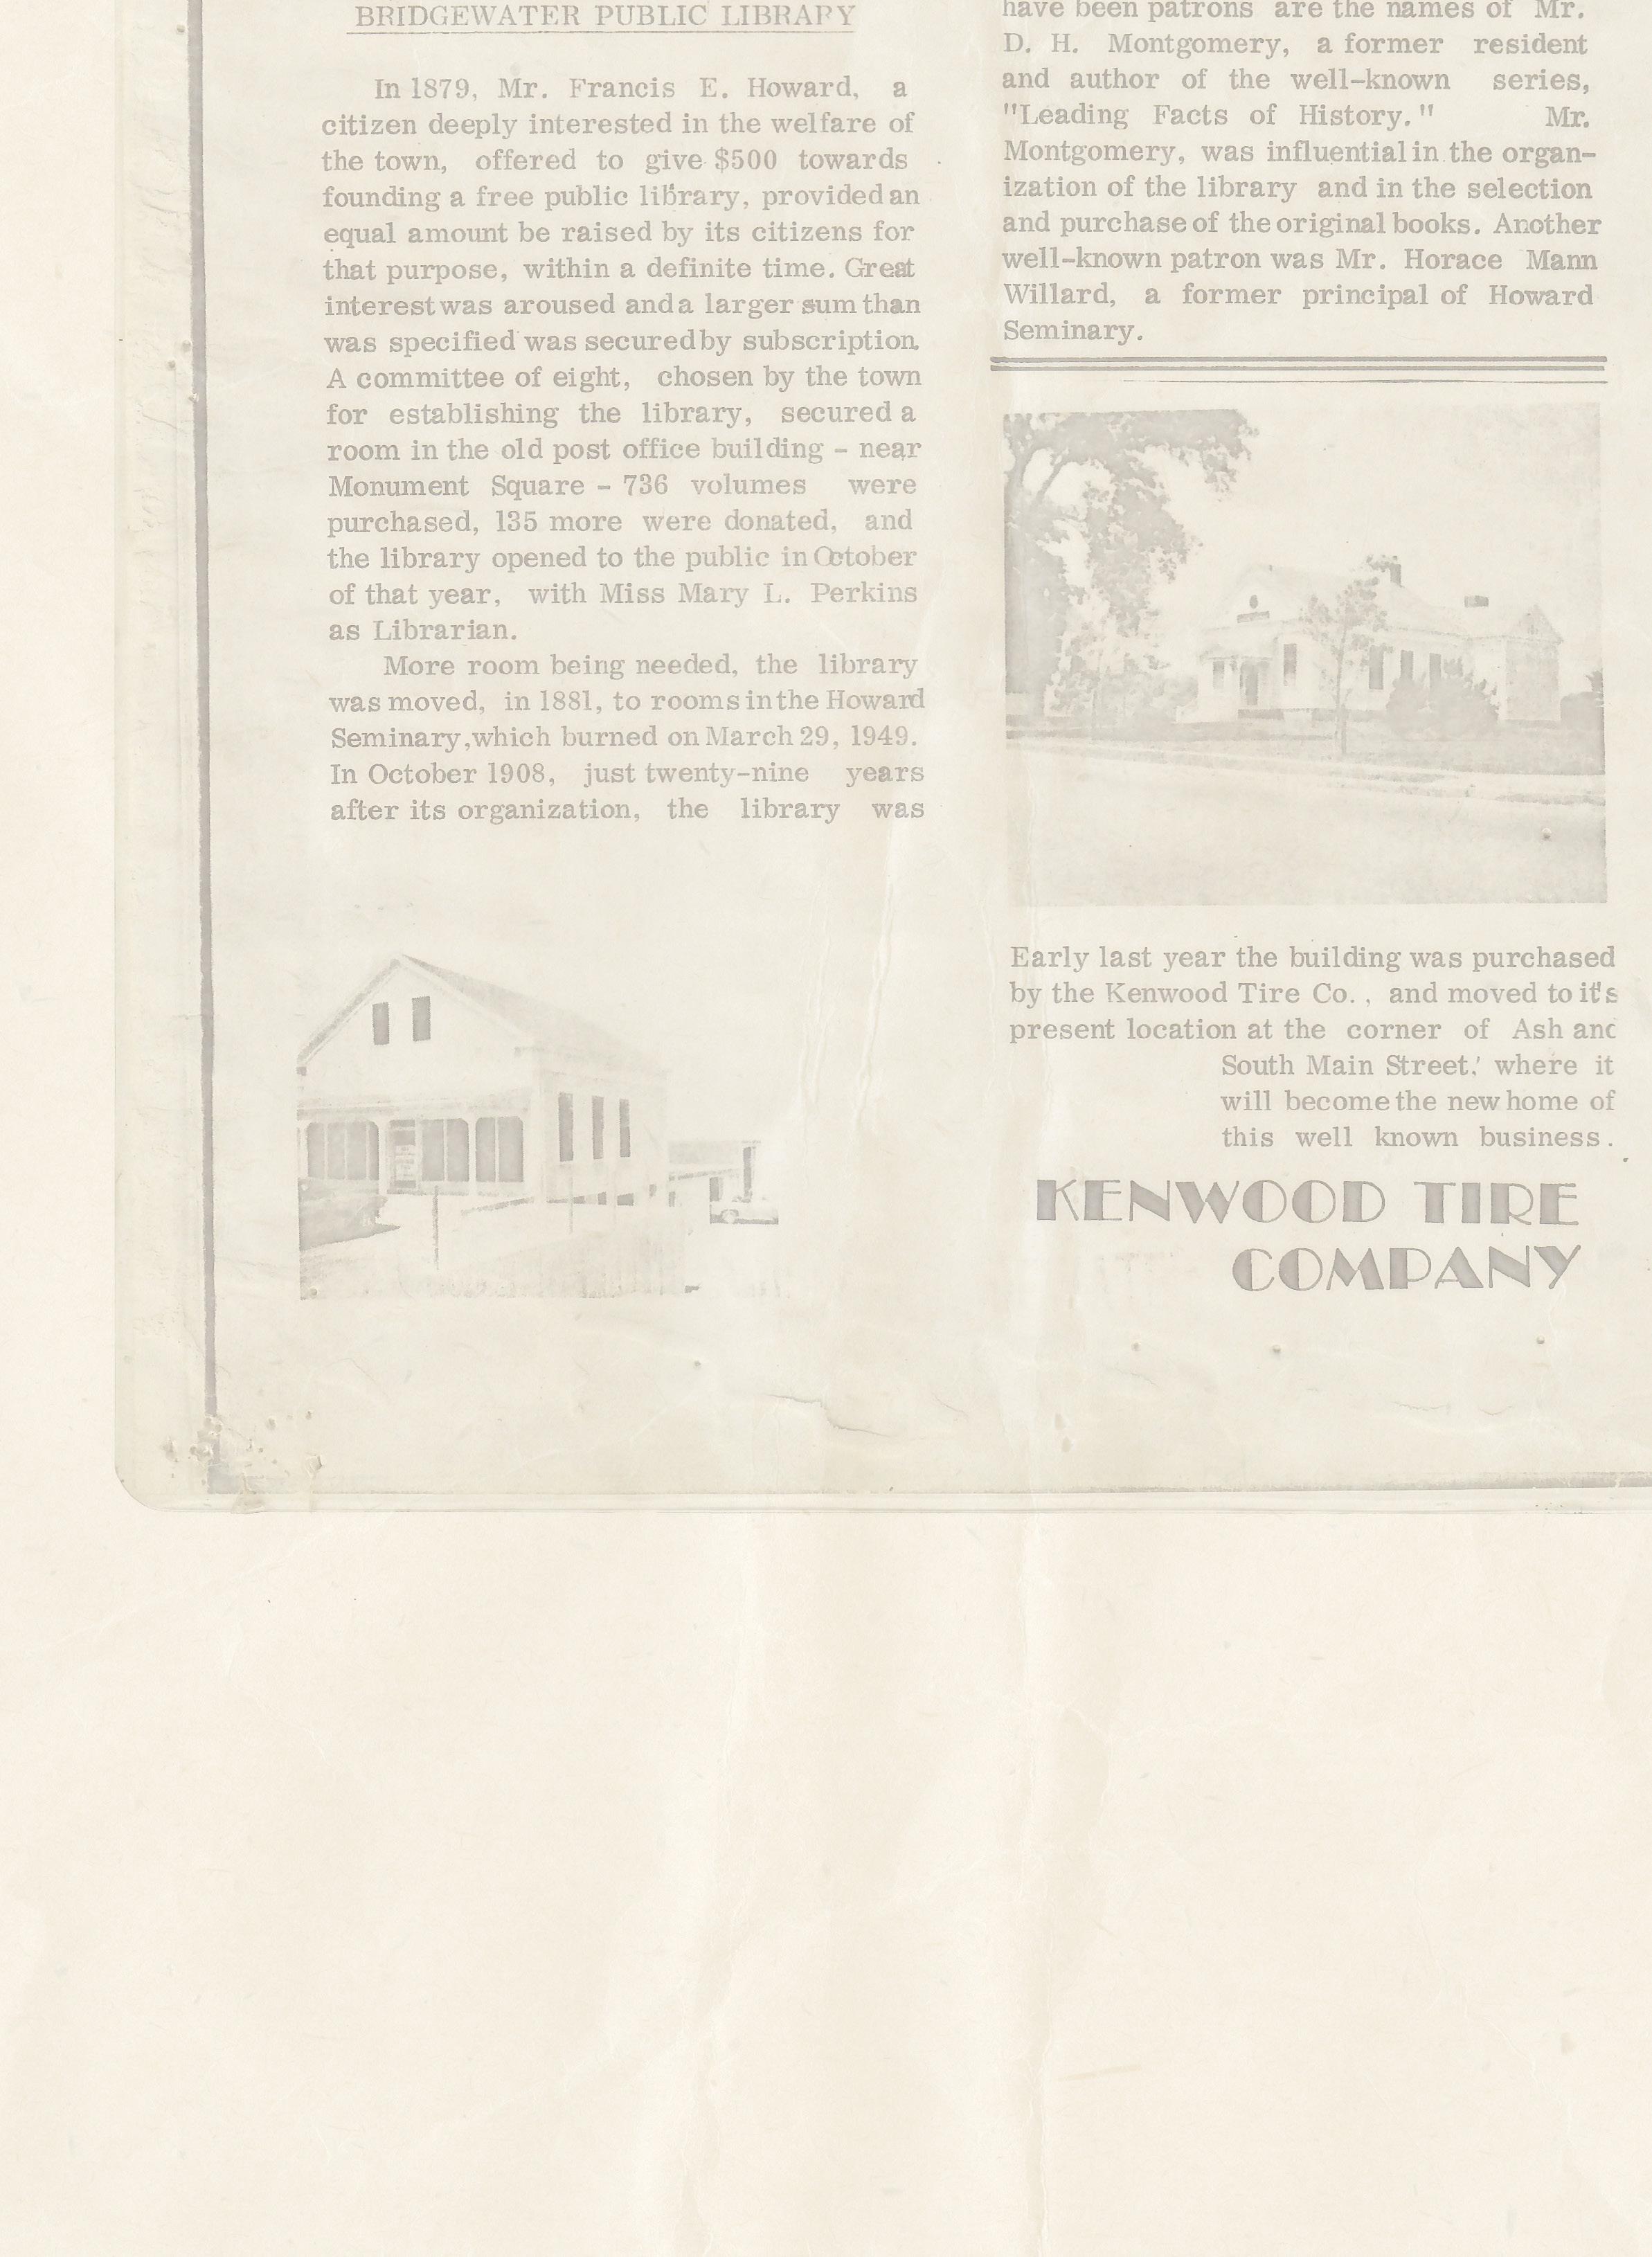 BRIDGEWATER PUBLIC LIBRARY
In 1879, Mr. Francis E. Howard, a
citizen deeply interested in the welfare of
the town, offered to give $500 towards
founding a free public library, provided an
equal amount be raised by its citizens for
that purpose, within a definite time. Great
interest was aroused and a larger sum than
was specified was secured by subscription.
A committee of eight, chosen by the town
for establishing the library, secured a
room in the old post office building - near
Monument Square - 736 volumes were
purchased, 135 more were donated, and
the library opened to the public in October
of that year, with Miss Mary L. Perkins
as Librarian.
More room being needed, the library
was moved, in 1881, to rooms in the Howard
Seminary, which burned on March 29, 1949.
In October 1908, just twenty-nine years
after its organization, the library was
have been patrons are the names of Mr.
D. H. Montgomery, a former resident
and author of the well-known series,
"Leading Facts of History." Mr.
Montgomery, was influential in the organ-
ization of the library and in the selection
and purchase of the original books. Another
well-known patron was Mr. Horace Mann
Willard, a former principal of Howard
Seminary.
Early last year the building was purchased
by the Kenwood Tire Co., and moved to it's
present location at the corner of Ash and
South Main Street,' where it
will become the new home of
this well known business.
KENWOOD TIRE
COMPANY